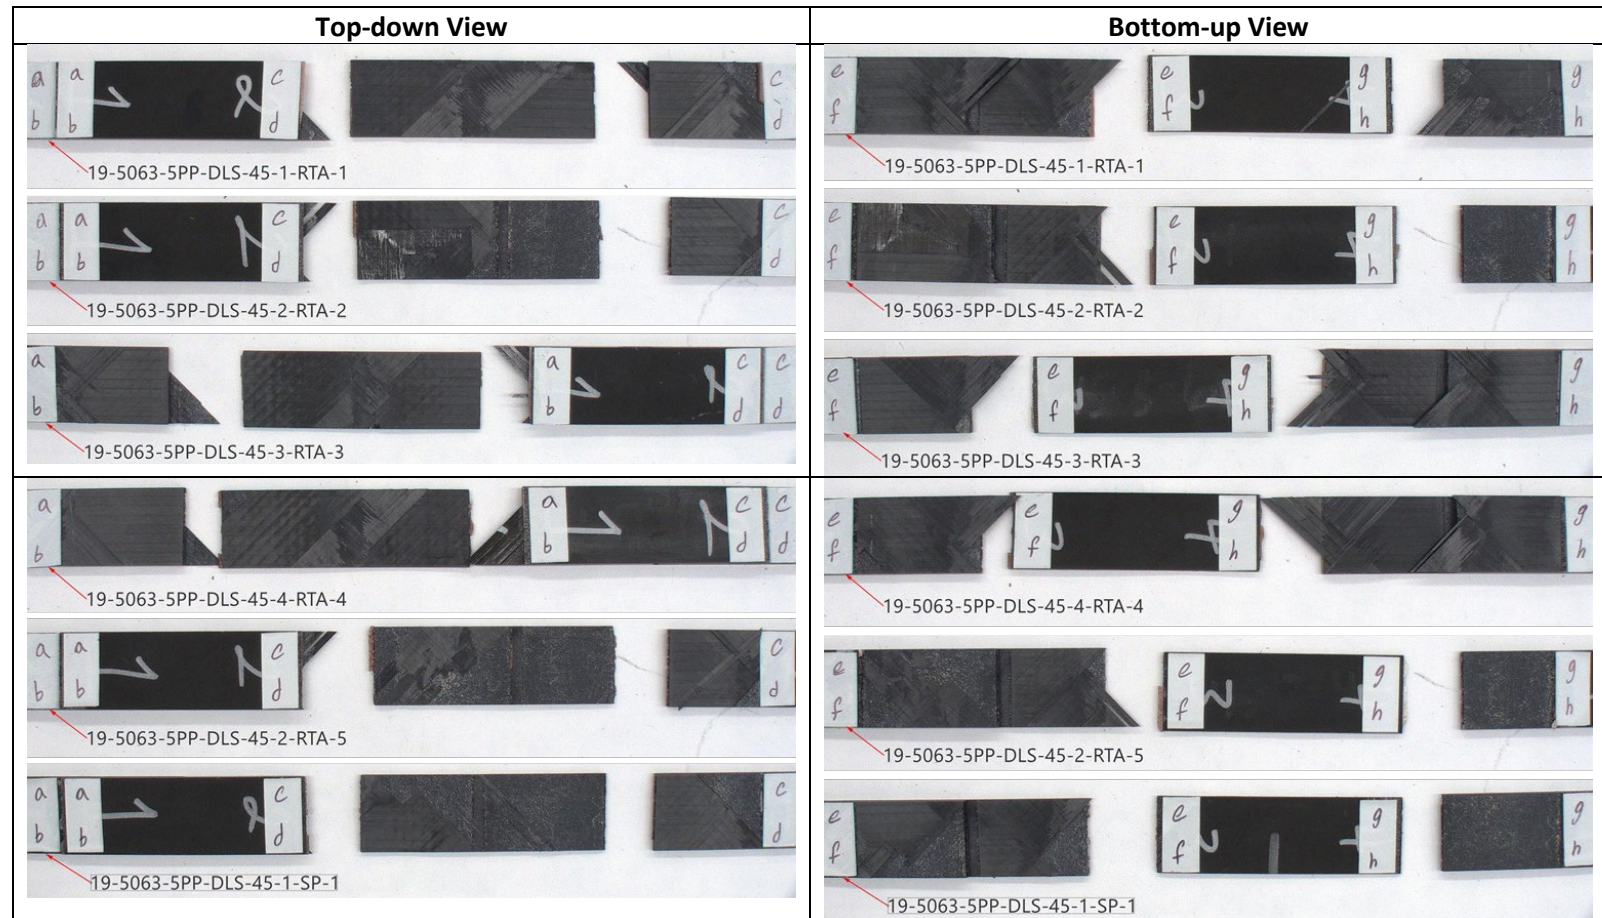 Top-down View
Bottom-up View
a a c c
b b d d
19-5063-5PP-DLS-45-1-RTA-1
e e g g
f f h h
19-5063-5PP-DLS-45-1-RTA-1
a a c c
b b d d
19-5063-5PP-DLS-45-2-RTA-2
e e g g
f f h h
19-5063-5PP-DLS-45-2-RTA-2
a a c c
b b d d
19-5063-5PP-DLS-45-3-RTA-3
e e g g
f f h h
19-5063-5PP-DLS-45-3-RTA-3
a a c c
b b d d
19-5063-5PP-DLS-45-4-RTA-4
e e g g
f f h h
19-5063-5PP-DLS-45-4-RTA-4
a a c c
b b d d
19-5063-5PP-DLS-45-2-RTA-5
e e g g
f f h h
19-5063-5PP-DLS-45-2-RTA-5
a a c c
b b d d
19-5063-5PP-DLS-45-1-SP-1
e e g g
f f h h
19-5063-5PP-DLS-45-1-SP-1